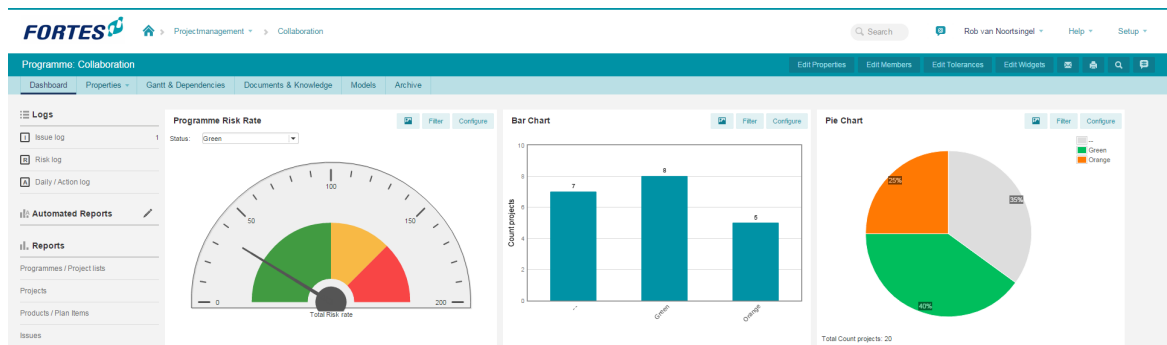 FORTES
» Projectmanagement » Collaboration
Search
Rob van Noortsingel
Help
Setup
Programme: Collaboration
Edit Properties
Edit Members
Edit Tolerances
Edit Widgets
Dashboard
Properties
Gantt & Dependencies
Documents & Knowledge
Models
Archive
Logs
I Issue log 1
R Risk log
A Daily / Action log
Automated Reports
Reports
Programmes / Project lists
Projects
Products / Plan Items
Issues
Programme Risk Rate
Filter
Configure
Status: Green
0
50
100
150
200
Total Risk rate
Bar Chart
Filter
Configure
Count projects
10
8
6
4
2
0
7
8
5
--
Green
Orange
Pie Chart
Filter
Configure
--
Green
Orange
25%
35%
40%
Total Count projects: 20